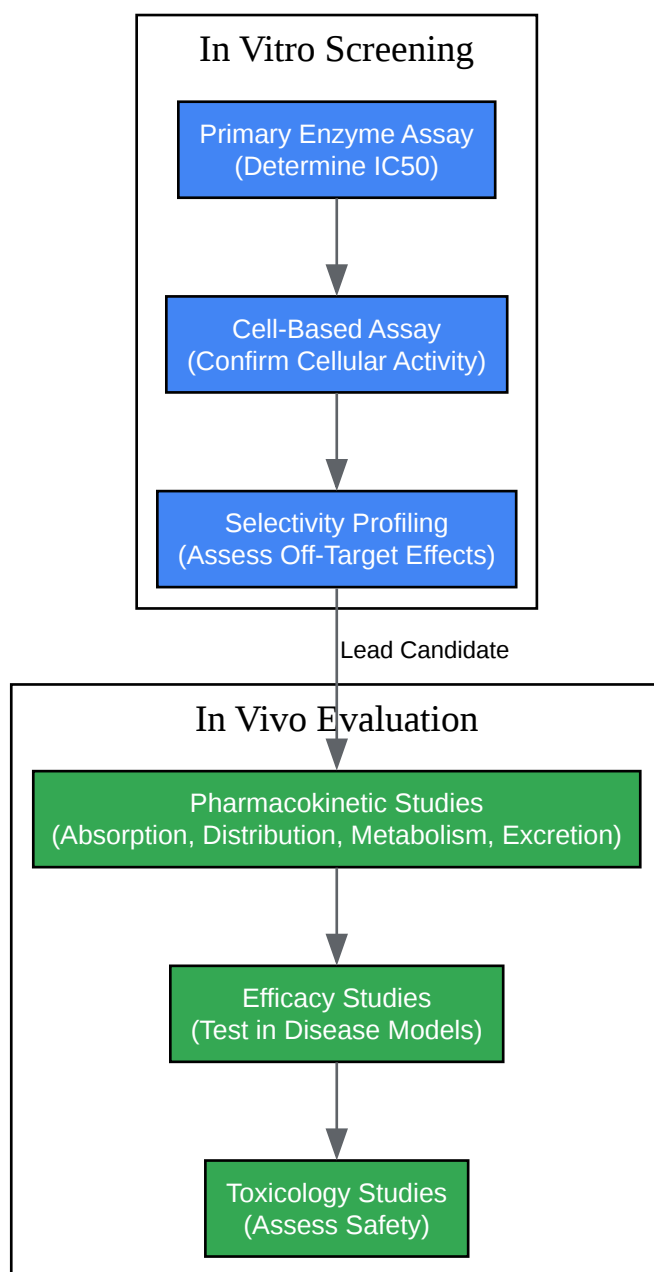 In Vitro Screening
Primary Enzyme Assay
(Determine IC50)
Cell-Based Assay
(Confirm Cellular Activity)
Selectivity Profiling
(Assess Off-Target Effects)
Lead Candidate
In Vivo Evaluation
Pharmacokinetic Studies
(Absorption, Distribution, Metabolism, Excretion)
Efficacy Studies
(Test in Disease Models)
Toxicology Studies
(Assess Safety)